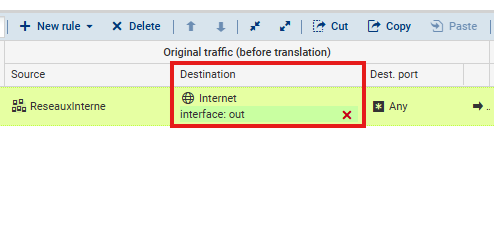 New rule Delete Cut Copy Paste
Original traffic (before translation)
Source Destination Dest. port
ReseauxInterne Internet Any
interface: out